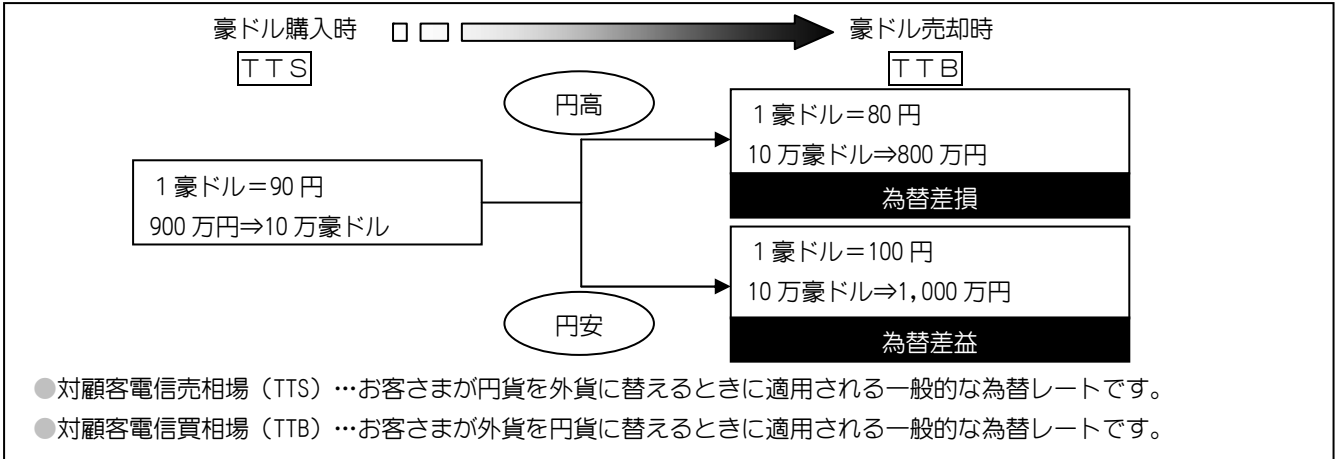 豪ドル購入時
豪ドル売却時
TTS
TTB
円高
1豪ドル=80円
10万豪ドル⇒800万円
為替差損
1豪ドル=90円
900万円⇒10万豪ドル
1豪ドル=100円
10万豪ドル⇒1,000万円
円安
為替差益
●対顧客電信売相場(TTS)…お客さまが円貨を外貨に替えるときに適用される一般的な為替レートです。
●対顧客電信買相場(TTB)…お客さまが外貨を円貨に替えるときに適用される一般的な為替レートです。